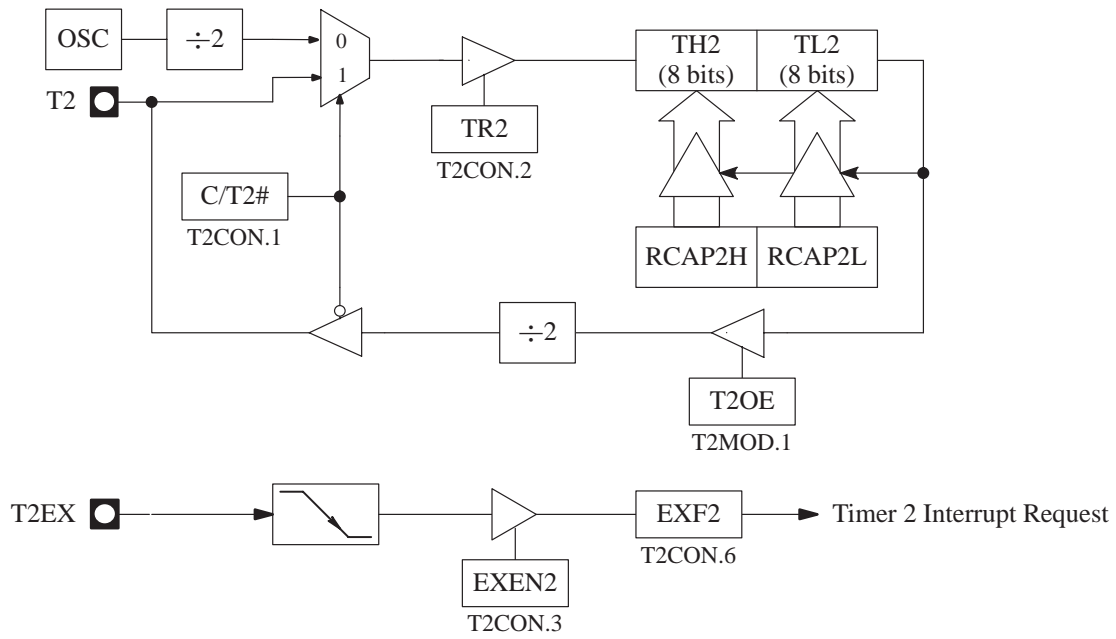 OSC
÷2
0
1
T2
TR2
T2CON.2
TH2
(8 bits)
TL2
(8 bits)
C/T2#
T2CON.1
RCAP2H
RCAP2L
÷2
T2OE
T2MOD.1
T2EX
EXEN2
T2CON.3
EXF2
T2CON.6
Timer 2 Interrupt Request